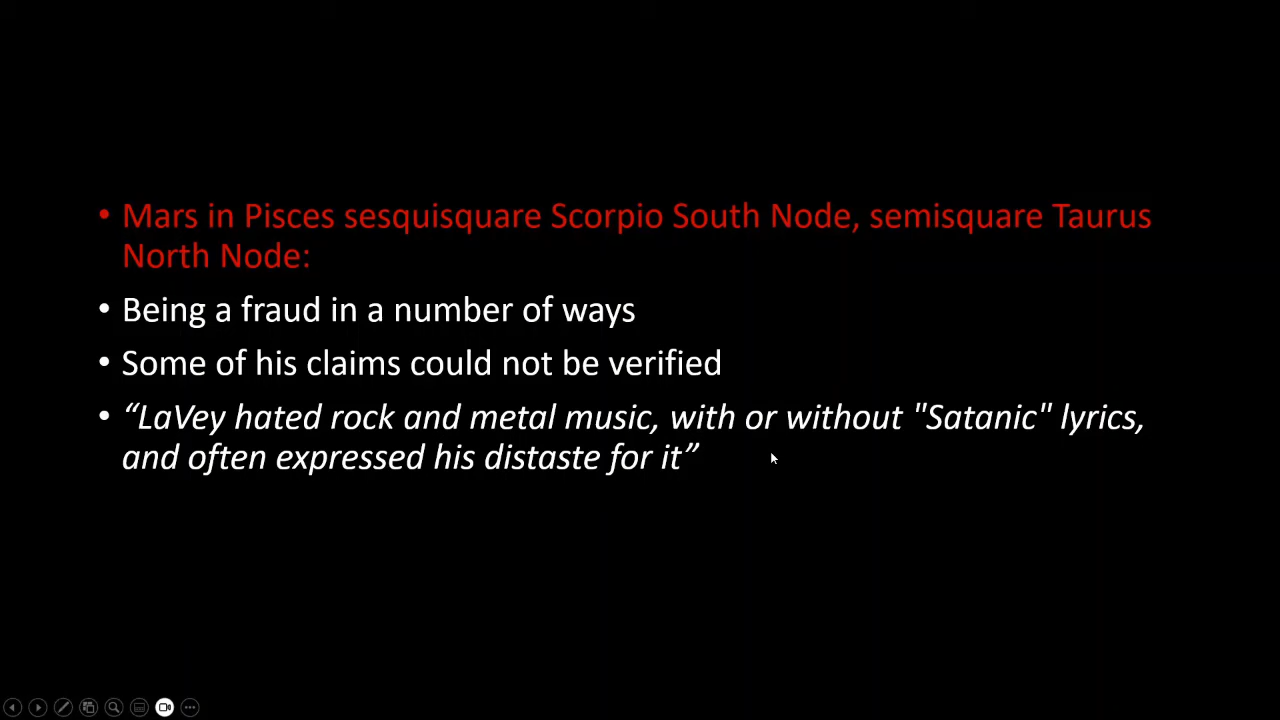 • Mars in Pisces sesquisquare Scorpio South Node, semisquare Taurus
North Node:
• Being a fraud in a number of ways
• Some of his claims could not be verified
• “LaVey hated rock and metal music, with or without "Satanic" lyrics,
and often expressed his distaste for it”